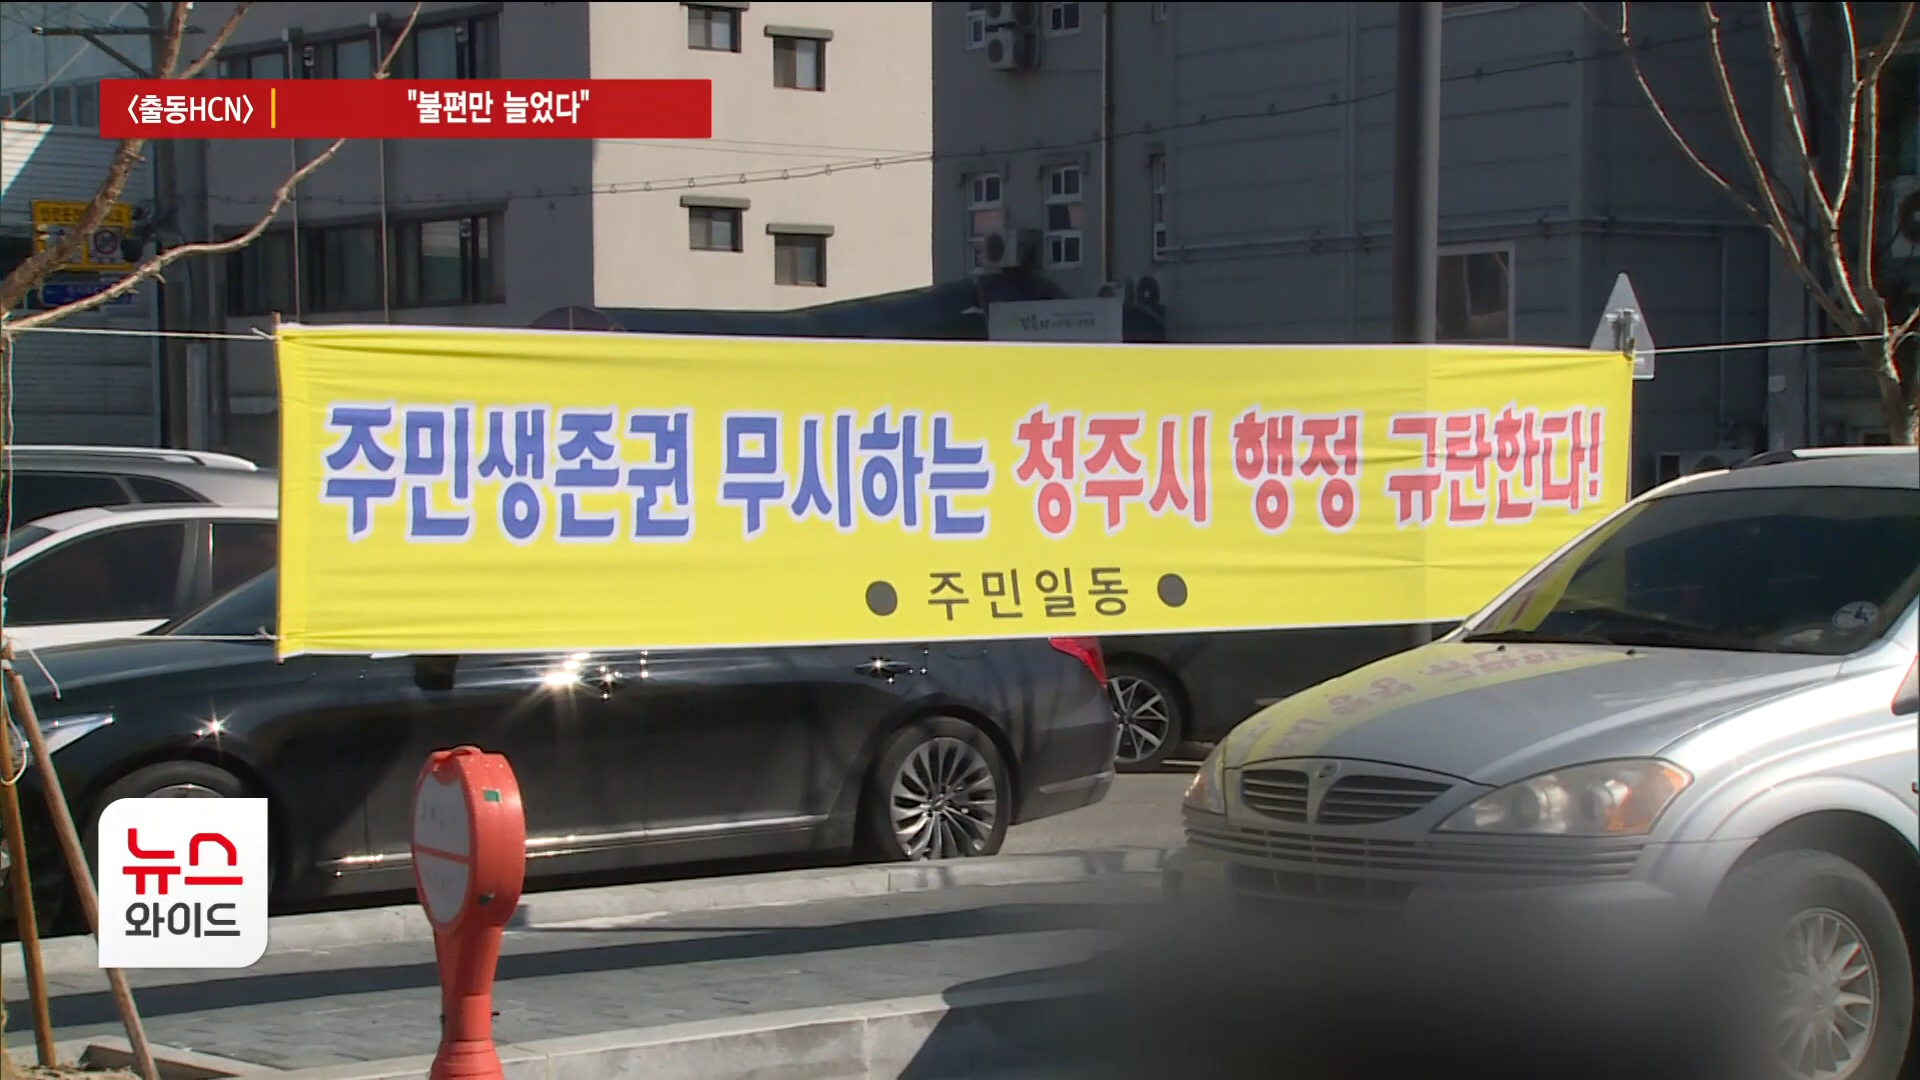 <출동HCN> "불편만 늘었다"
주민생존권 무시하는 청주시 행정 규탄한다!
● 주민일동 ●
뉴스
와이드